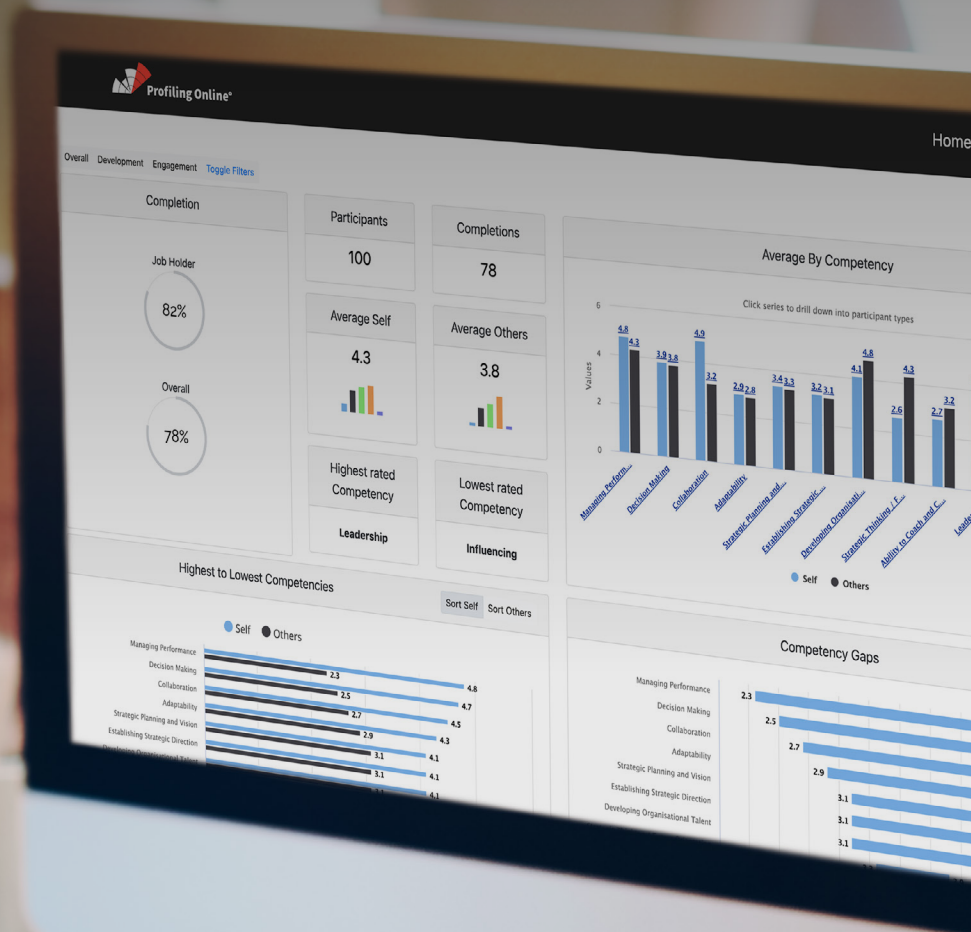 Profiling Online®
Home
Overall Development Engagement Toggle Filters
Completion
Job Holder
82%
Overall
78%
Participants
100
Completions
78
Average Self
4.3
Average Others
3.8
Highest rated
Competency
Leadership
Lowest rated
Competency
Influencing
Average By Competency
Click series to drill down into participant types
Values
6
4
2
0
4.8 4.3 3.9 3.8 4.9 3.2 2.9 2.8 3.4 3.3 3.2 3.1 4.1 4.8 2.6 4.3 2.7 3.2
Managing Perform...
Decision Making
Collaboration
Adaptability
Strategic Planning and...
Establishing Strategic ...
Developing Organisati...
Strategic Thinking / F...
Ability to Coach and C...
Leade
Self Others
Highest to Lowest Competencies
Sort Self Sort Others
Self Others
Managing Performance
2.3 4.8
Decision Making
2.5 4.7
Collaboration
2.7 4.5
Adaptability
2.9 4.3
Strategic Planning and Vision
3.1 4.1
Establishing Strategic Direction
3.1 4.1
Developing Organisational Talent
4.1
Competency Gaps
Managing Performance
2.3
Decision Making
2.5
Collaboration
2.7
Adaptability
2.9
Strategic Planning and Vision
3.1
Establishing Strategic Direction
3.1
Developing Organisational Talent
3.1